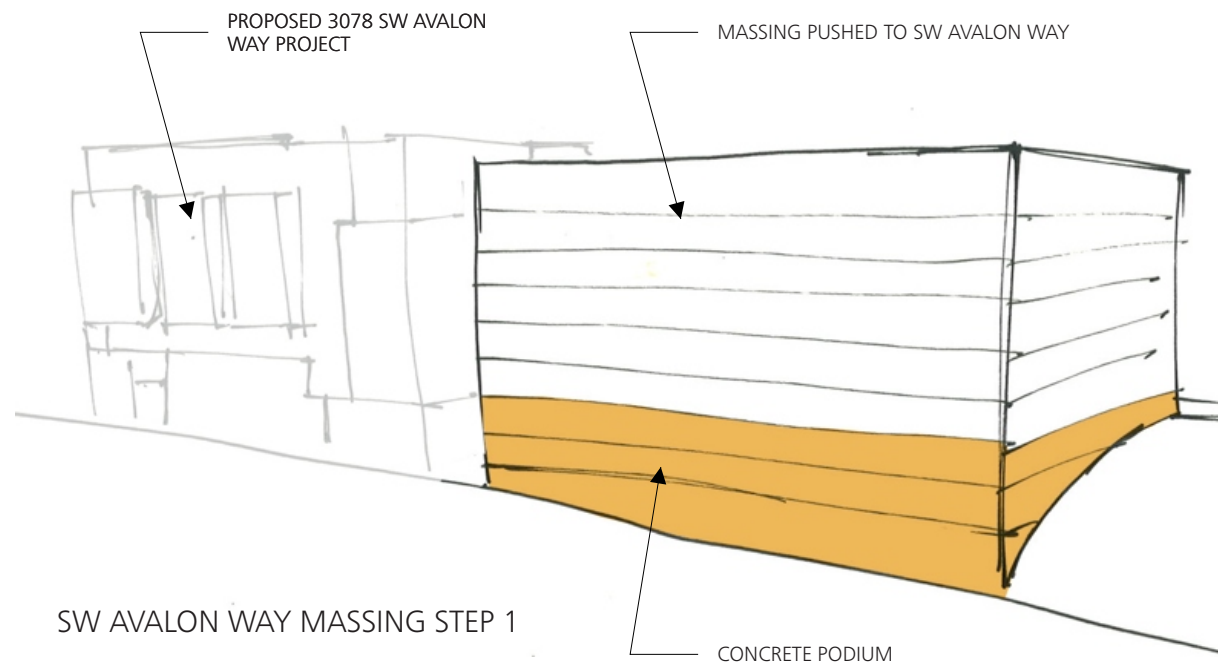 PROPOSED 3078 SW AVALON
WAY PROJECT
MASSING PUSHED TO SW AVALON WAY
SW AVALON WAY MASSING STEP 1
CONCRETE PODIUM